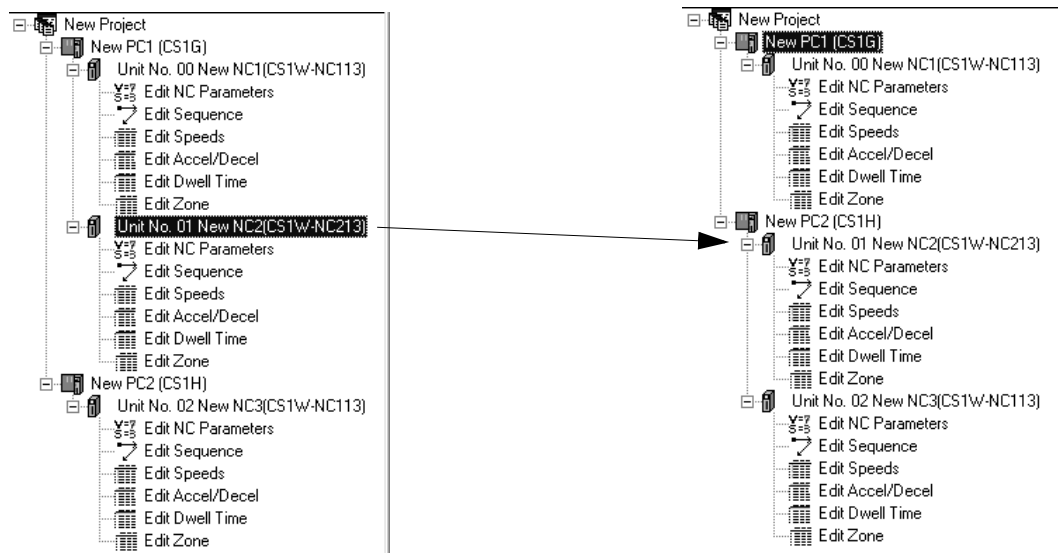 New Project
New PC1 (CS1G)
Unit No. 00 New NC1(CS1W-NC113)
Edit NC Parameters
Edit Sequence
Edit Speeds
Edit Accel/Decel
Edit Dwell Time
Edit Zone
Unit No. 01 New NC2(CS1W-NC213)
Edit NC Parameters
Edit Sequence
Edit Speeds
Edit Accel/Decel
Edit Dwell Time
Edit Zone
New PC2 (CS1H)
Unit No. 02 New NC3(CS1W-NC113)
Edit NC Parameters
Edit Sequence
Edit Speeds
Edit Accel/Decel
Edit Dwell Time
Edit Zone
New Project
New PC1 (CS1G)
Unit No. 00 New NC1(CS1W-NC113)
Edit NC Parameters
Edit Sequence
Edit Speeds
Edit Accel/Decel
Edit Dwell Time
Edit Zone
New PC2 (CS1H)
Unit No. 01 New NC2(CS1W-NC213)
Edit NC Parameters
Edit Sequence
Edit Speeds
Edit Accel/Decel
Edit Dwell Time
Edit Zone
Unit No. 02 New NC3(CS1W-NC113)
Edit NC Parameters
Edit Sequence
Edit Speeds
Edit Accel/Decel
Edit Dwell Time
Edit Zone